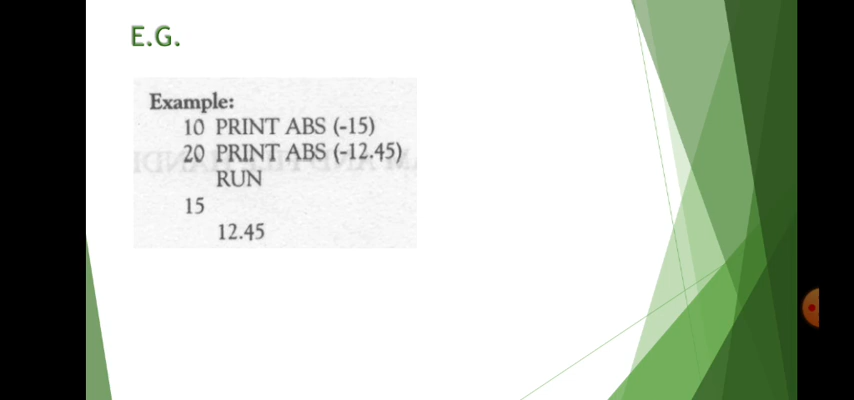 E.G.
Example:
10 PRINT ABS (-15)
20 PRINT ABS (-12.45)
RUN
15
12.45